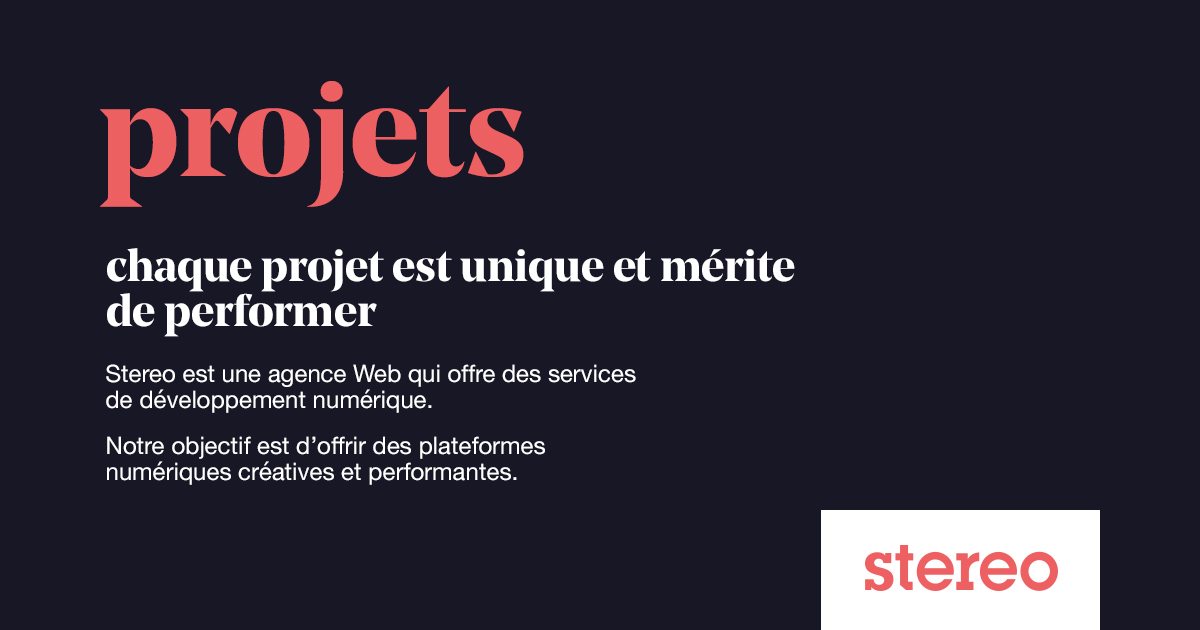 projets
chaque projet est unique et mérite
de performer
Stereo est une agence Web qui offre des services
de développement numérique.
Notre objectif est d’offrir des plateformes
numériques créatives et performantes.
stereo